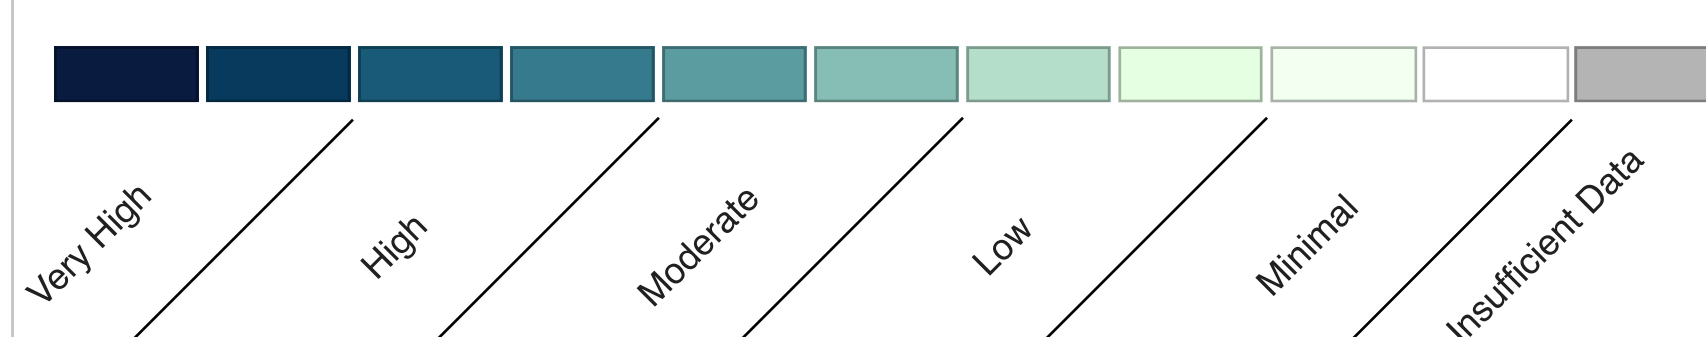 Very High
High
Moderate
Low
Minimal
Insufficient Data